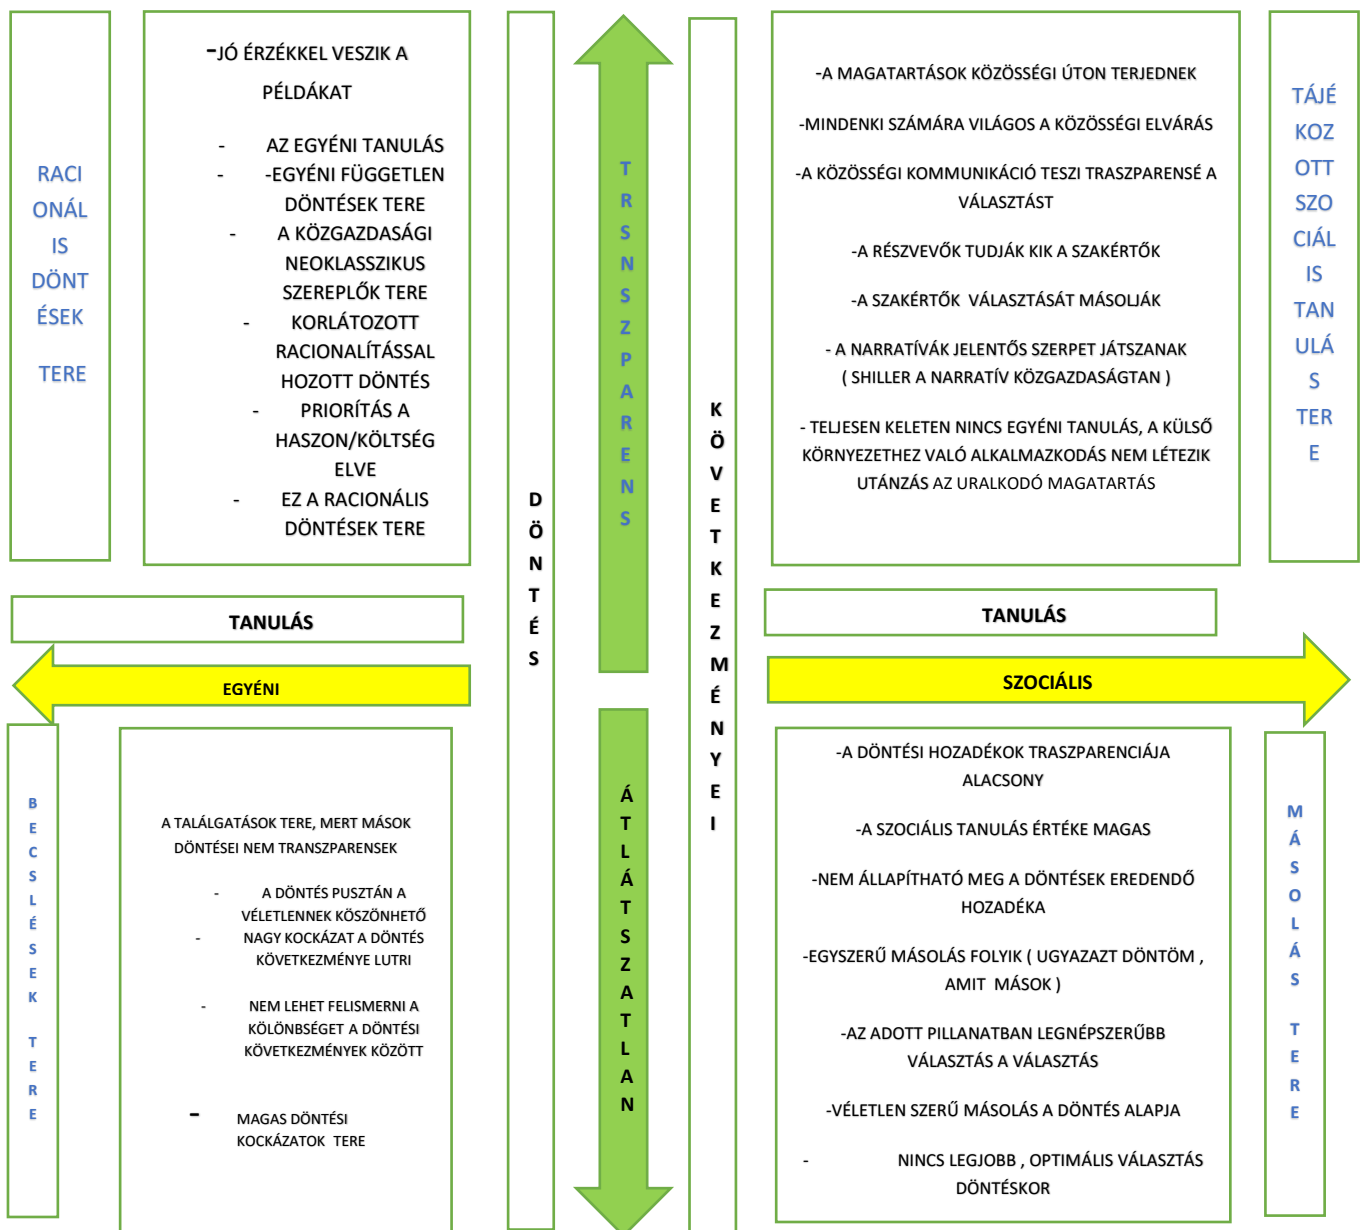 RACI
ONÁL
IS
DÖNT
ÉSEK
TERE
-JÓ ÉRZÉKKEL VESZIK A
PÉLDÁKAT
- AZ EGYÉNI TANULÁS
- -EGYÉNI FÜGGETLEN
DÖNTÉSEK TERE
- A KÖZGAZDASÁGI
NEOKLASSZIKUS
SZEREPLŐK TERE
- KORLÁTOZOTT
RACIONALÍTÁSSAL
HOZOTT DÖNTÉS
- PRIORÍTÁS A
HASZON/KÖLTSÉG
ELVE
- EZ A RACIONÁLIS
DÖNTÉSEK TERE
D
Ö
N
T
É
S
T
R
S
N
S
Z
P
A
R
E
N
S
K
Ö
V
E
T
K
E
Z
M
É
N
Y
E
I
-A MAGATARTÁSOK KÖZÖSSÉGI ÚTON TERJEDNEK
-MINDENKI SZÁMÁRA VILÁGOS A KÖZÖSSÉGI ELVÁRÁS
-A KÖZÖSSÉGI KOMMUNIKÁCIÓ TESZI TRASZPARENSÉ A
VÁLASZTÁST
-A RÉSZVEVŐK TUDJÁK KIK A SZAKÉRTŐK
-A SZAKÉRTŐK VÁLASZTÁSÁT MÁSOLJÁK
- A NARRATÍVÁK JELENTŐS SZERPET JÁTSZANAK
( SHILLER A NARRATÍV KÖZGAZDASÁGTAN )
- TELJESEN KELETEN NINCS EGYÉNI TANULÁS, A KÜLSŐ
KÖRNYEZETHEZ VALÓ ALKALMAZKODÁS NEM LÉTEZIK
UTÁNZÁS AZ URALKODÓ MAGATARTÁS
TÁJÉ
KOZ
OTT
SZO
CIÁL
IS
TAN
ULÁ
S
TER
E
TANULÁS
TANULÁS
EGYÉNI
SZOCIÁLIS
B
E
C
S
L
É
S
E
K
T
E
R
E
A TALÁLGATÁSOK TERE, MERT MÁSOK
DÖNTÉSEI NEM TRANSZPARENSEK
- A DÖNTÉS PUSZTÁN A
VÉLETLENNEK KÖSZÖNHETŐ
- NAGY KOCKÁZAT A DÖNTÉS
KÖVETKEZMÉNYE LUTRI
- NEM LEHET FELISMERNI A
KÖLÖNBSÉGET A DÖNTÉSI
KÖVETKEZMÉNYEK KÖZÖTT
- MAGAS DÖNTÉSI
KOCKÁZATOK TERE
Á
T
L
Á
T
S
Z
A
T
L
A
N
-A DÖNTÉSI HOZADÉKOK TRASZPARENCIÁJA
ALACSONY
-A SZOCIÁLIS TANULÁS ÉRTÉKE MAGAS
-NEM ÁLLAPÍTHATÓ MEG A DÖNTÉSEK EREDENDŐ
HOZADÉKA
-EGYSZERŰ MÁSOLÁS FOLYIK ( UGYAZAZT DÖNTÖM ,
AMIT MÁSOK )
-AZ ADOTT PILLANATBAN LEGNÉPSZERŰBB
VÁLASZTÁS A VÁLASZTÁS
-VÉLETLEN SZERŰ MÁSOLÁS A DÖNTÉS ALAPJA
- NINCS LEGJOBB , OPTIMÁLIS VÁLASZTÁS
DÖNTÉSKOR
M
Á
S
O
L
Á
S
T
E
R
E